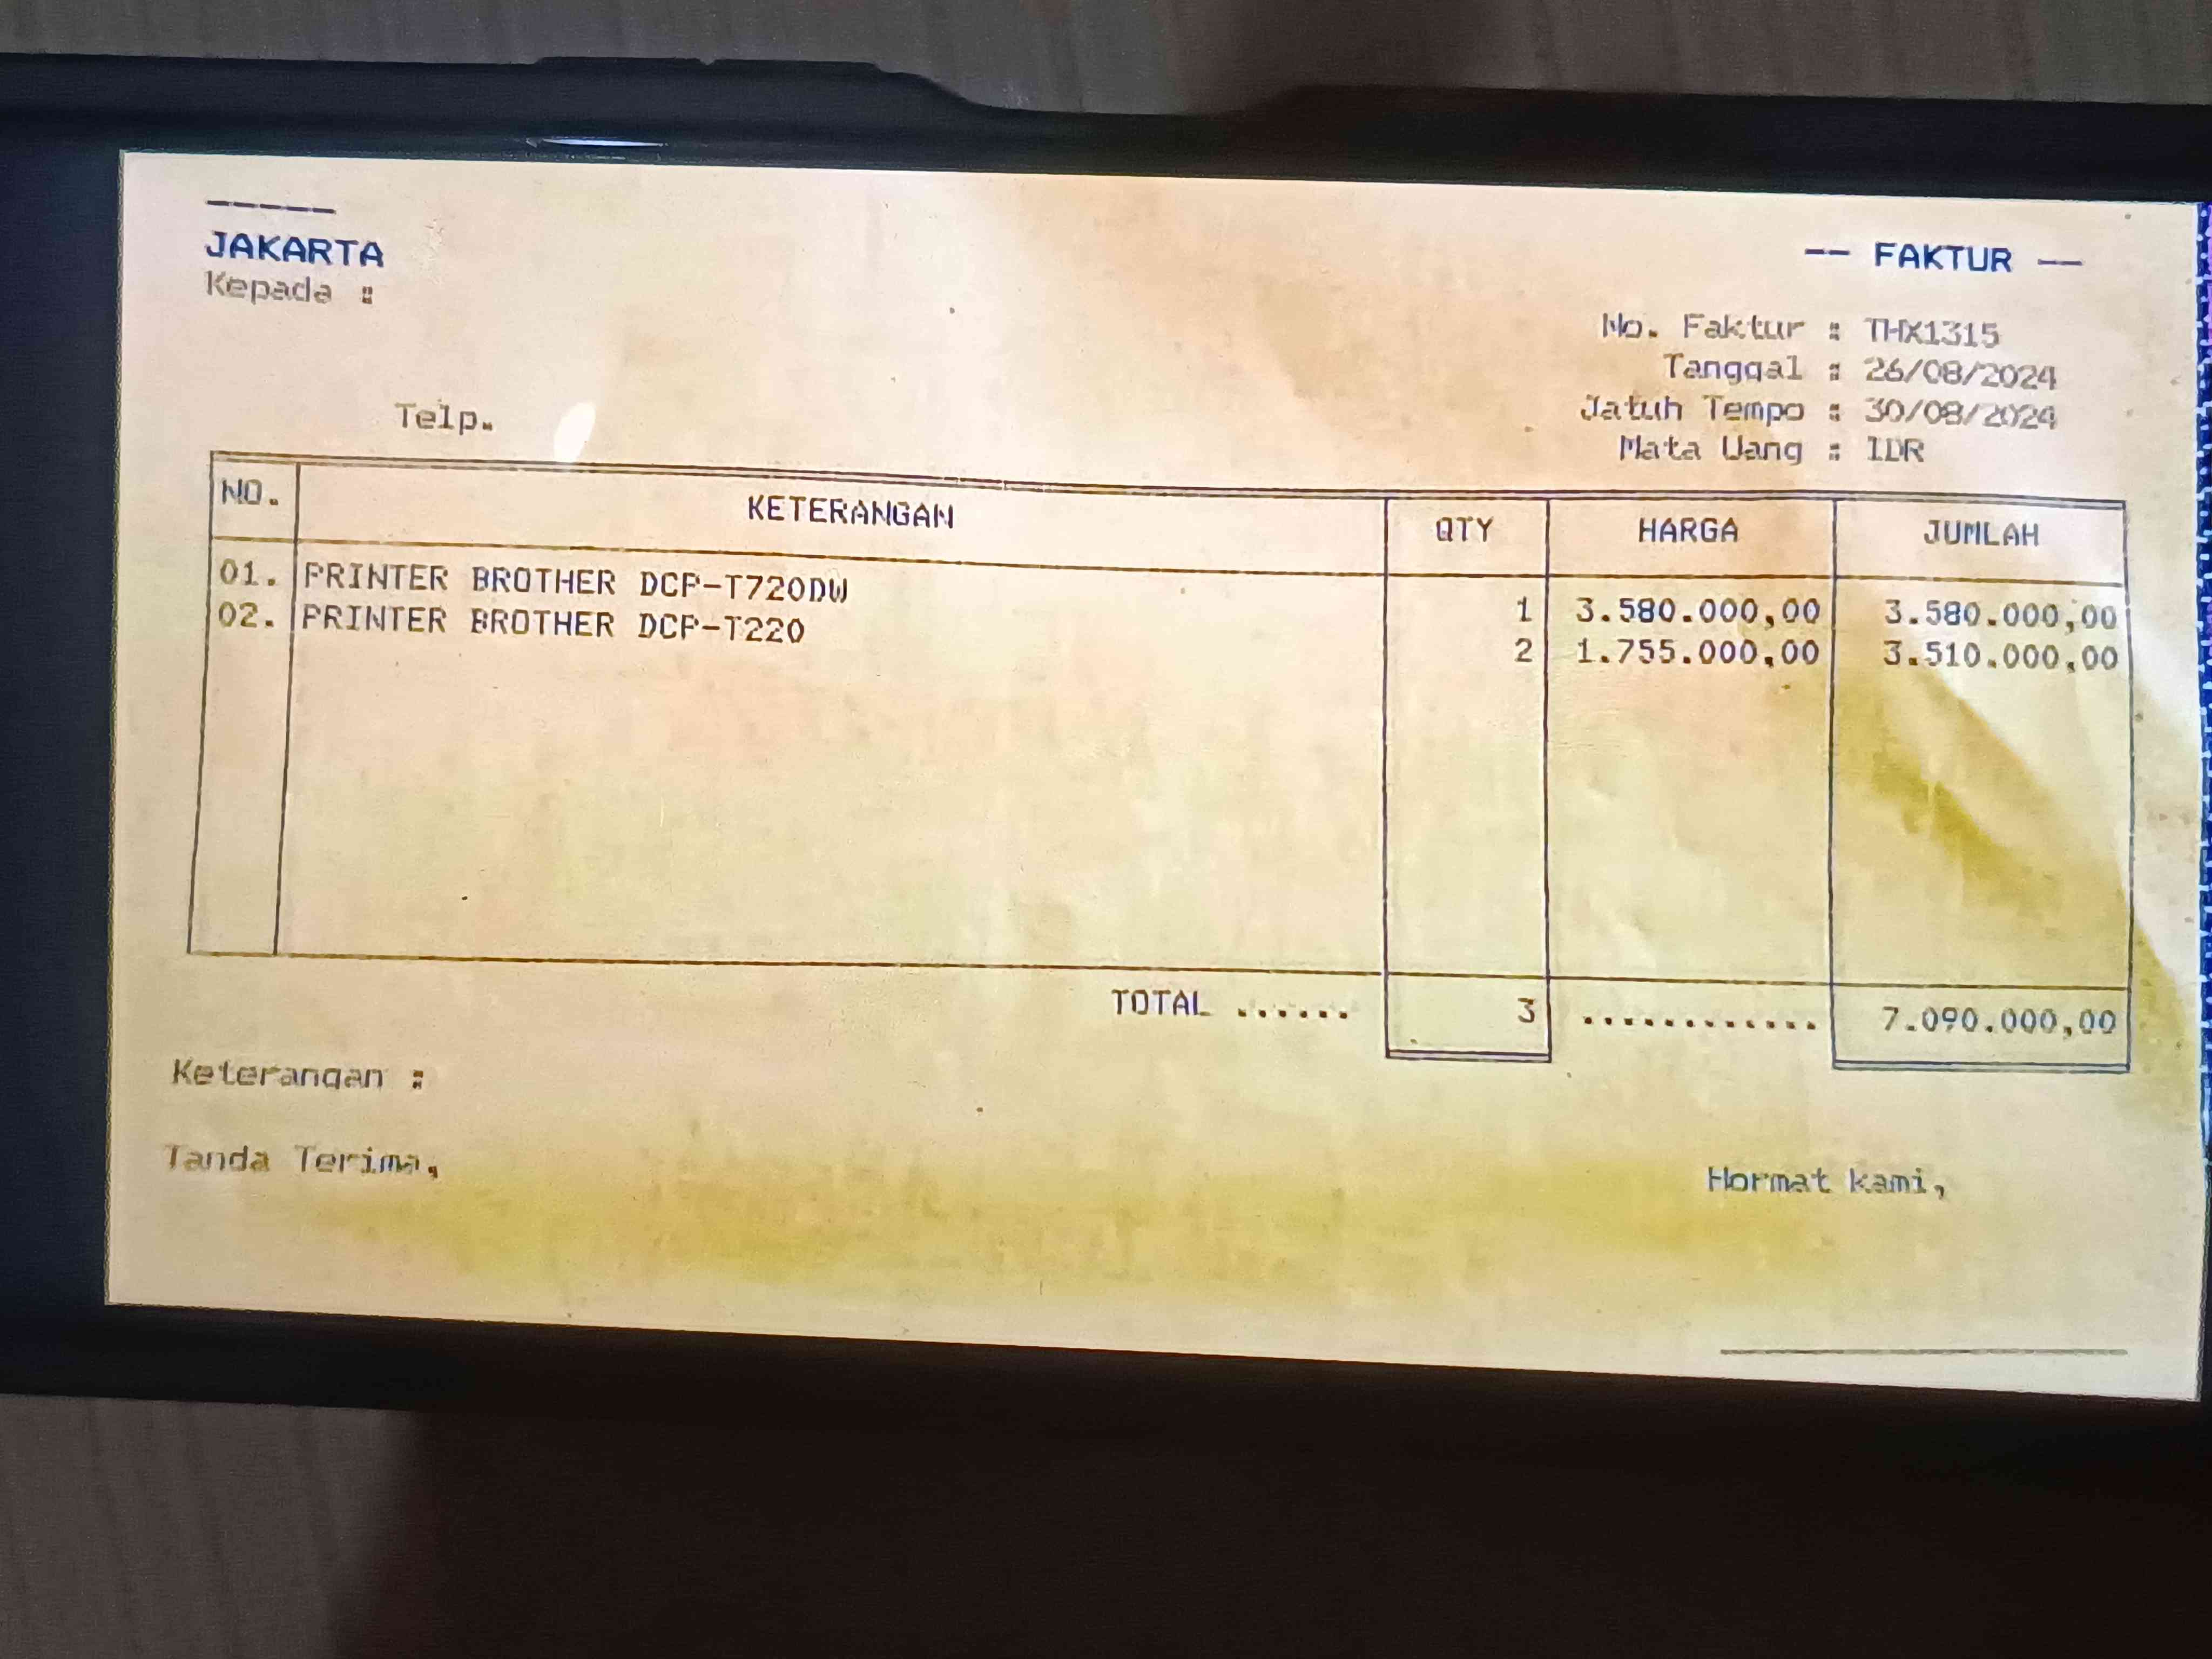 -----
JAKARTA
-- FAKTUR --
Kepada :
No. Faktur : THX1315
Tanggal : 26/08/2024
Jatuh Tempo : 30/08/2024
Telp.
Mata Uang : IDR
NO. KETERANGAN QTY HARGA JUMLAH
01. PRINTER BROTHER DCP-T720DW 1 3.580.000,00 3.580.000,00
02. PRINTER BROTHER DCP-T220 2 1.755.000,00 3.510.000,00
TOTAL ...... 3 ............ 7.090.000,00
Keterangan :
Tanda Terima,
Hormat kami,